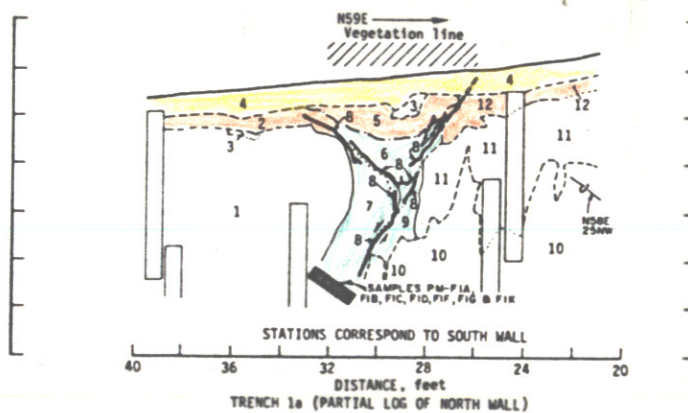 N59E
Vegetation line
4
4
3
12
12
8
5
2
3
6
8
11
8
11
11
8
8
7
N58E
25NW
1
9
8
10
10
10
SAMPLES PM-F1A,
F1B, F1C, F1D, F1F, F1G & F1K
STATIONS CORRESPOND TO SOUTH WALL
40 36 32 28 24 20
DISTANCE, feet
TRENCH 1a (PARTIAL LOG OF NORTH WALL)